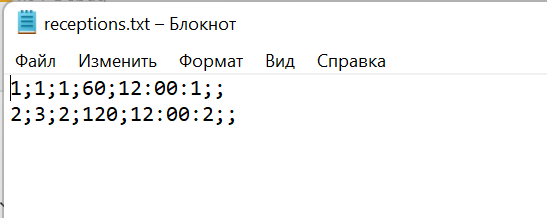 receptions.txt – Блокнот
Файл Изменить Формат Вид Справка
1;1;1;60;12:00:1;;
2;3;2;120;12:00:2;;